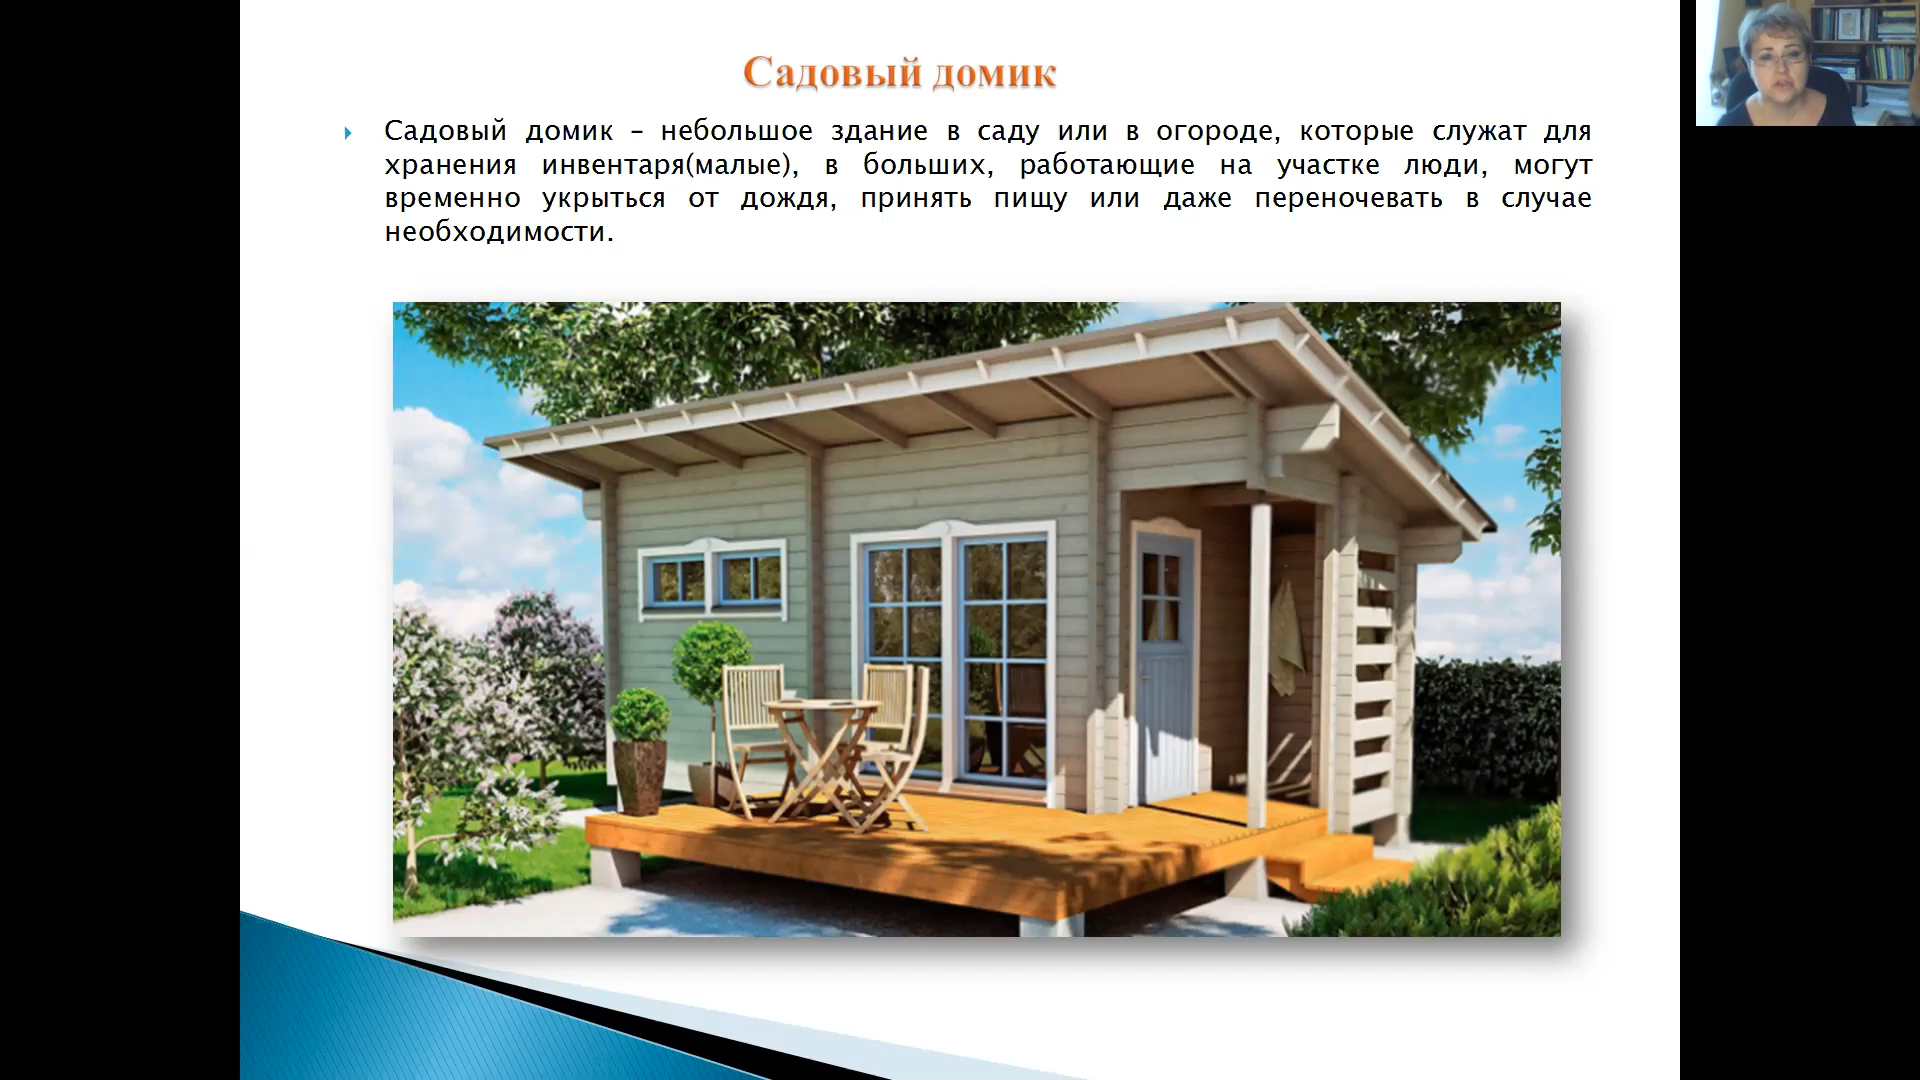 Садовый домик
Садовый домик – небольшое здание в саду или в огороде, которые служат для
хранения инвентаря(малые), в больших, работающие на участке люди, могут
временно укрыться от дождя, принять пищу или даже переночевать в случае
необходимости.